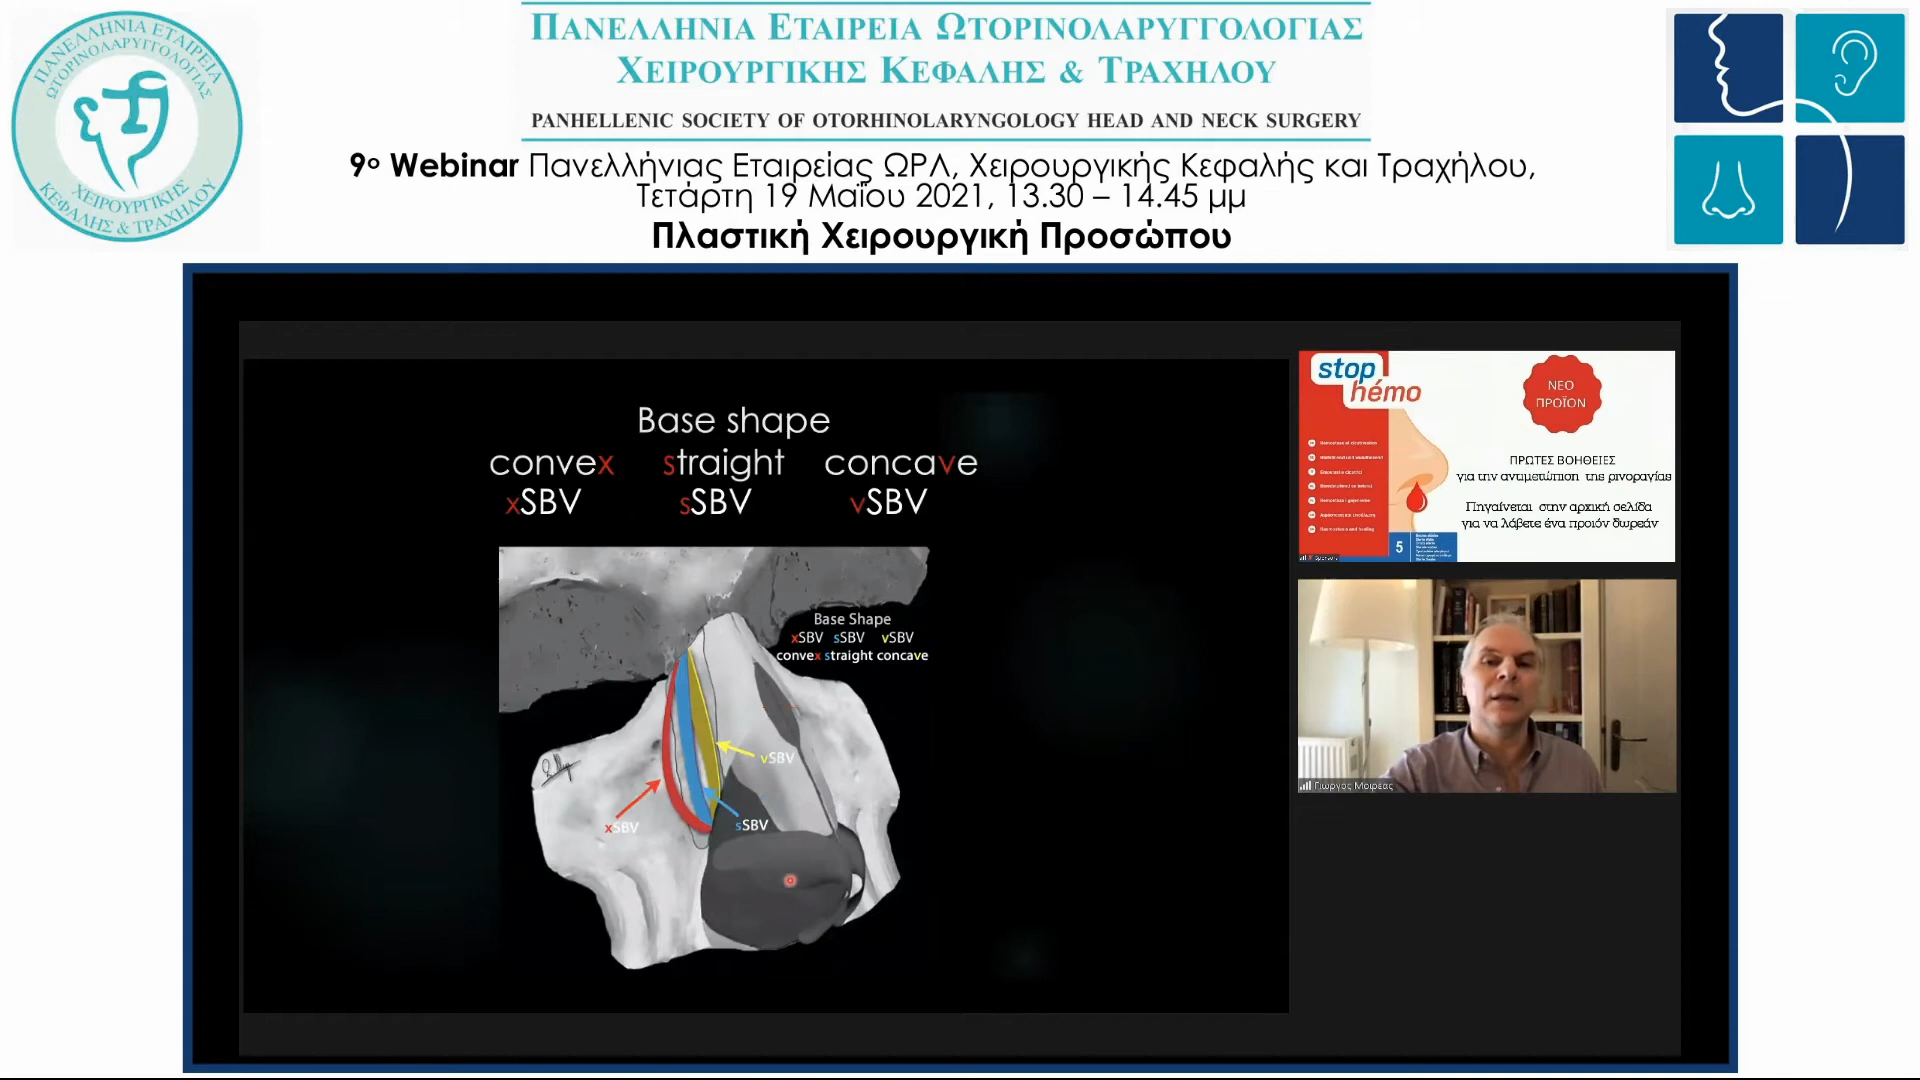 ΠΑΝΕΛΛΗΝΙΑ ΕΤΑΙΡΕΙΑ
ΩΤΟΡΙΝΟΛΑΡΥΓΓΟΛΟΓΙΑΣ
ΧΕΙΡΟΥΡΓΙΚΗΣ
ΚΕΦΑΛΗΣ & ΤΡΑΧΗΛΟΥ
ΠΑΝΕΛΛΗΝΙΑ ΕΤΑΙΡΕΙΑ ΩΤΟΡΙΝΟΛΑΡΥΓΓΟΛΟΓΙΑΣ
ΧΕΙΡΟΥΡΓΙΚΗΣ ΚΕΦΑΛΗΣ & ΤΡΑΧΗΛΟΥ
PANHELLENIC SOCIETY OF OTORHINOLARYNGOLOGY HEAD AND NECK SURGERY
9ο Webinar Πανελλήνιας Εταιρείας ΩΡΛ, Χειρουργικής Κεφαλής και Τραχήλου,
Τετάρτη 19 Μαΐου 2021, 13.30 – 14.45 μμ
Πλαστική Χειρουργική Προσώπου
Base shape
convex straight concave
xSBV sSBV vSBV
Base Shape
xSBV sSBV vSBV
convex straight concave
vSBV
sSBV
xSBV
stop
hémo
ΝΕΟ
ΠΡΟΪΟΝ
ΠΡΩΤΕΣ ΒΟΗΘΕΙΕΣ
για την αντιμετώπιση της ρινοραγίας
Πηγαίνεται στην αρχική σελίδα
για να λάβετε ένα προιόν δωρεάν
5
Sponsors
Γιώργος Μοιρέας